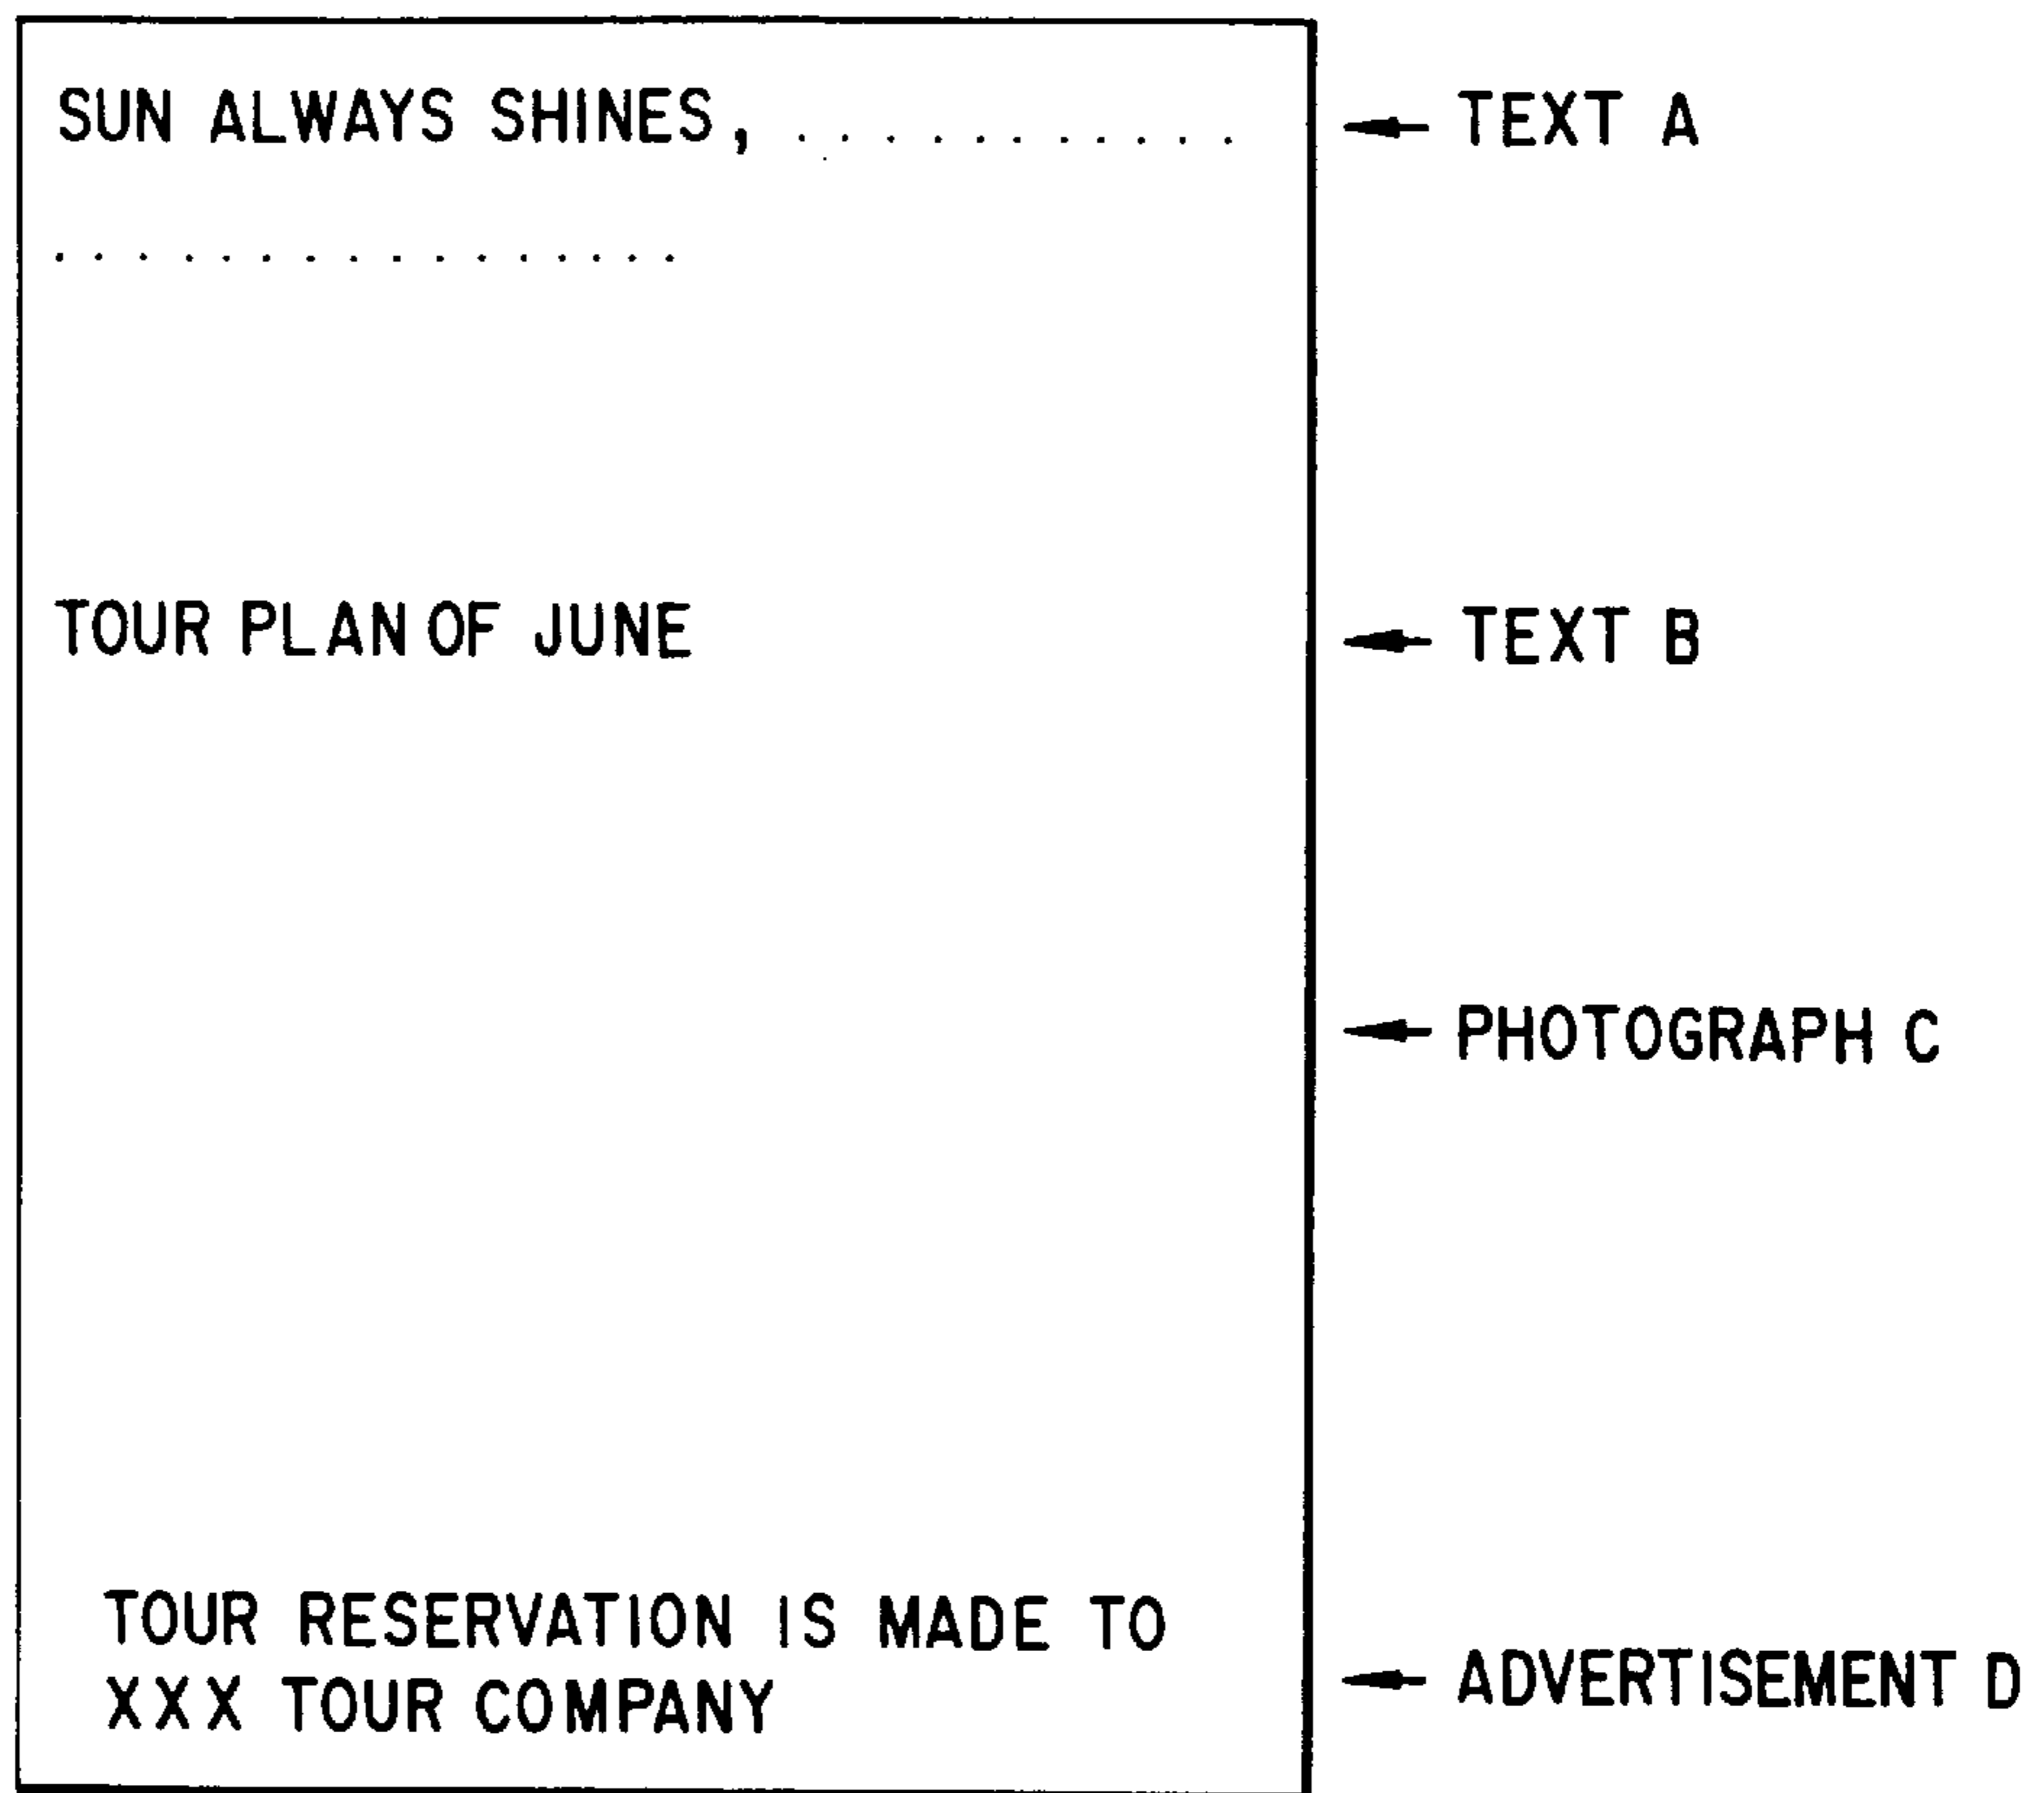 SUN ALWAYS SHINES, . . . . . . . . . . . TEXT A
. . . . . . . . . . . . . . .
TOUR PLAN OF JUNE TEXT B
PHOTOGRAPH C
TOUR RESERVATION IS MADE TO
XXX TOUR COMPANY
ADVERTISEMENT D